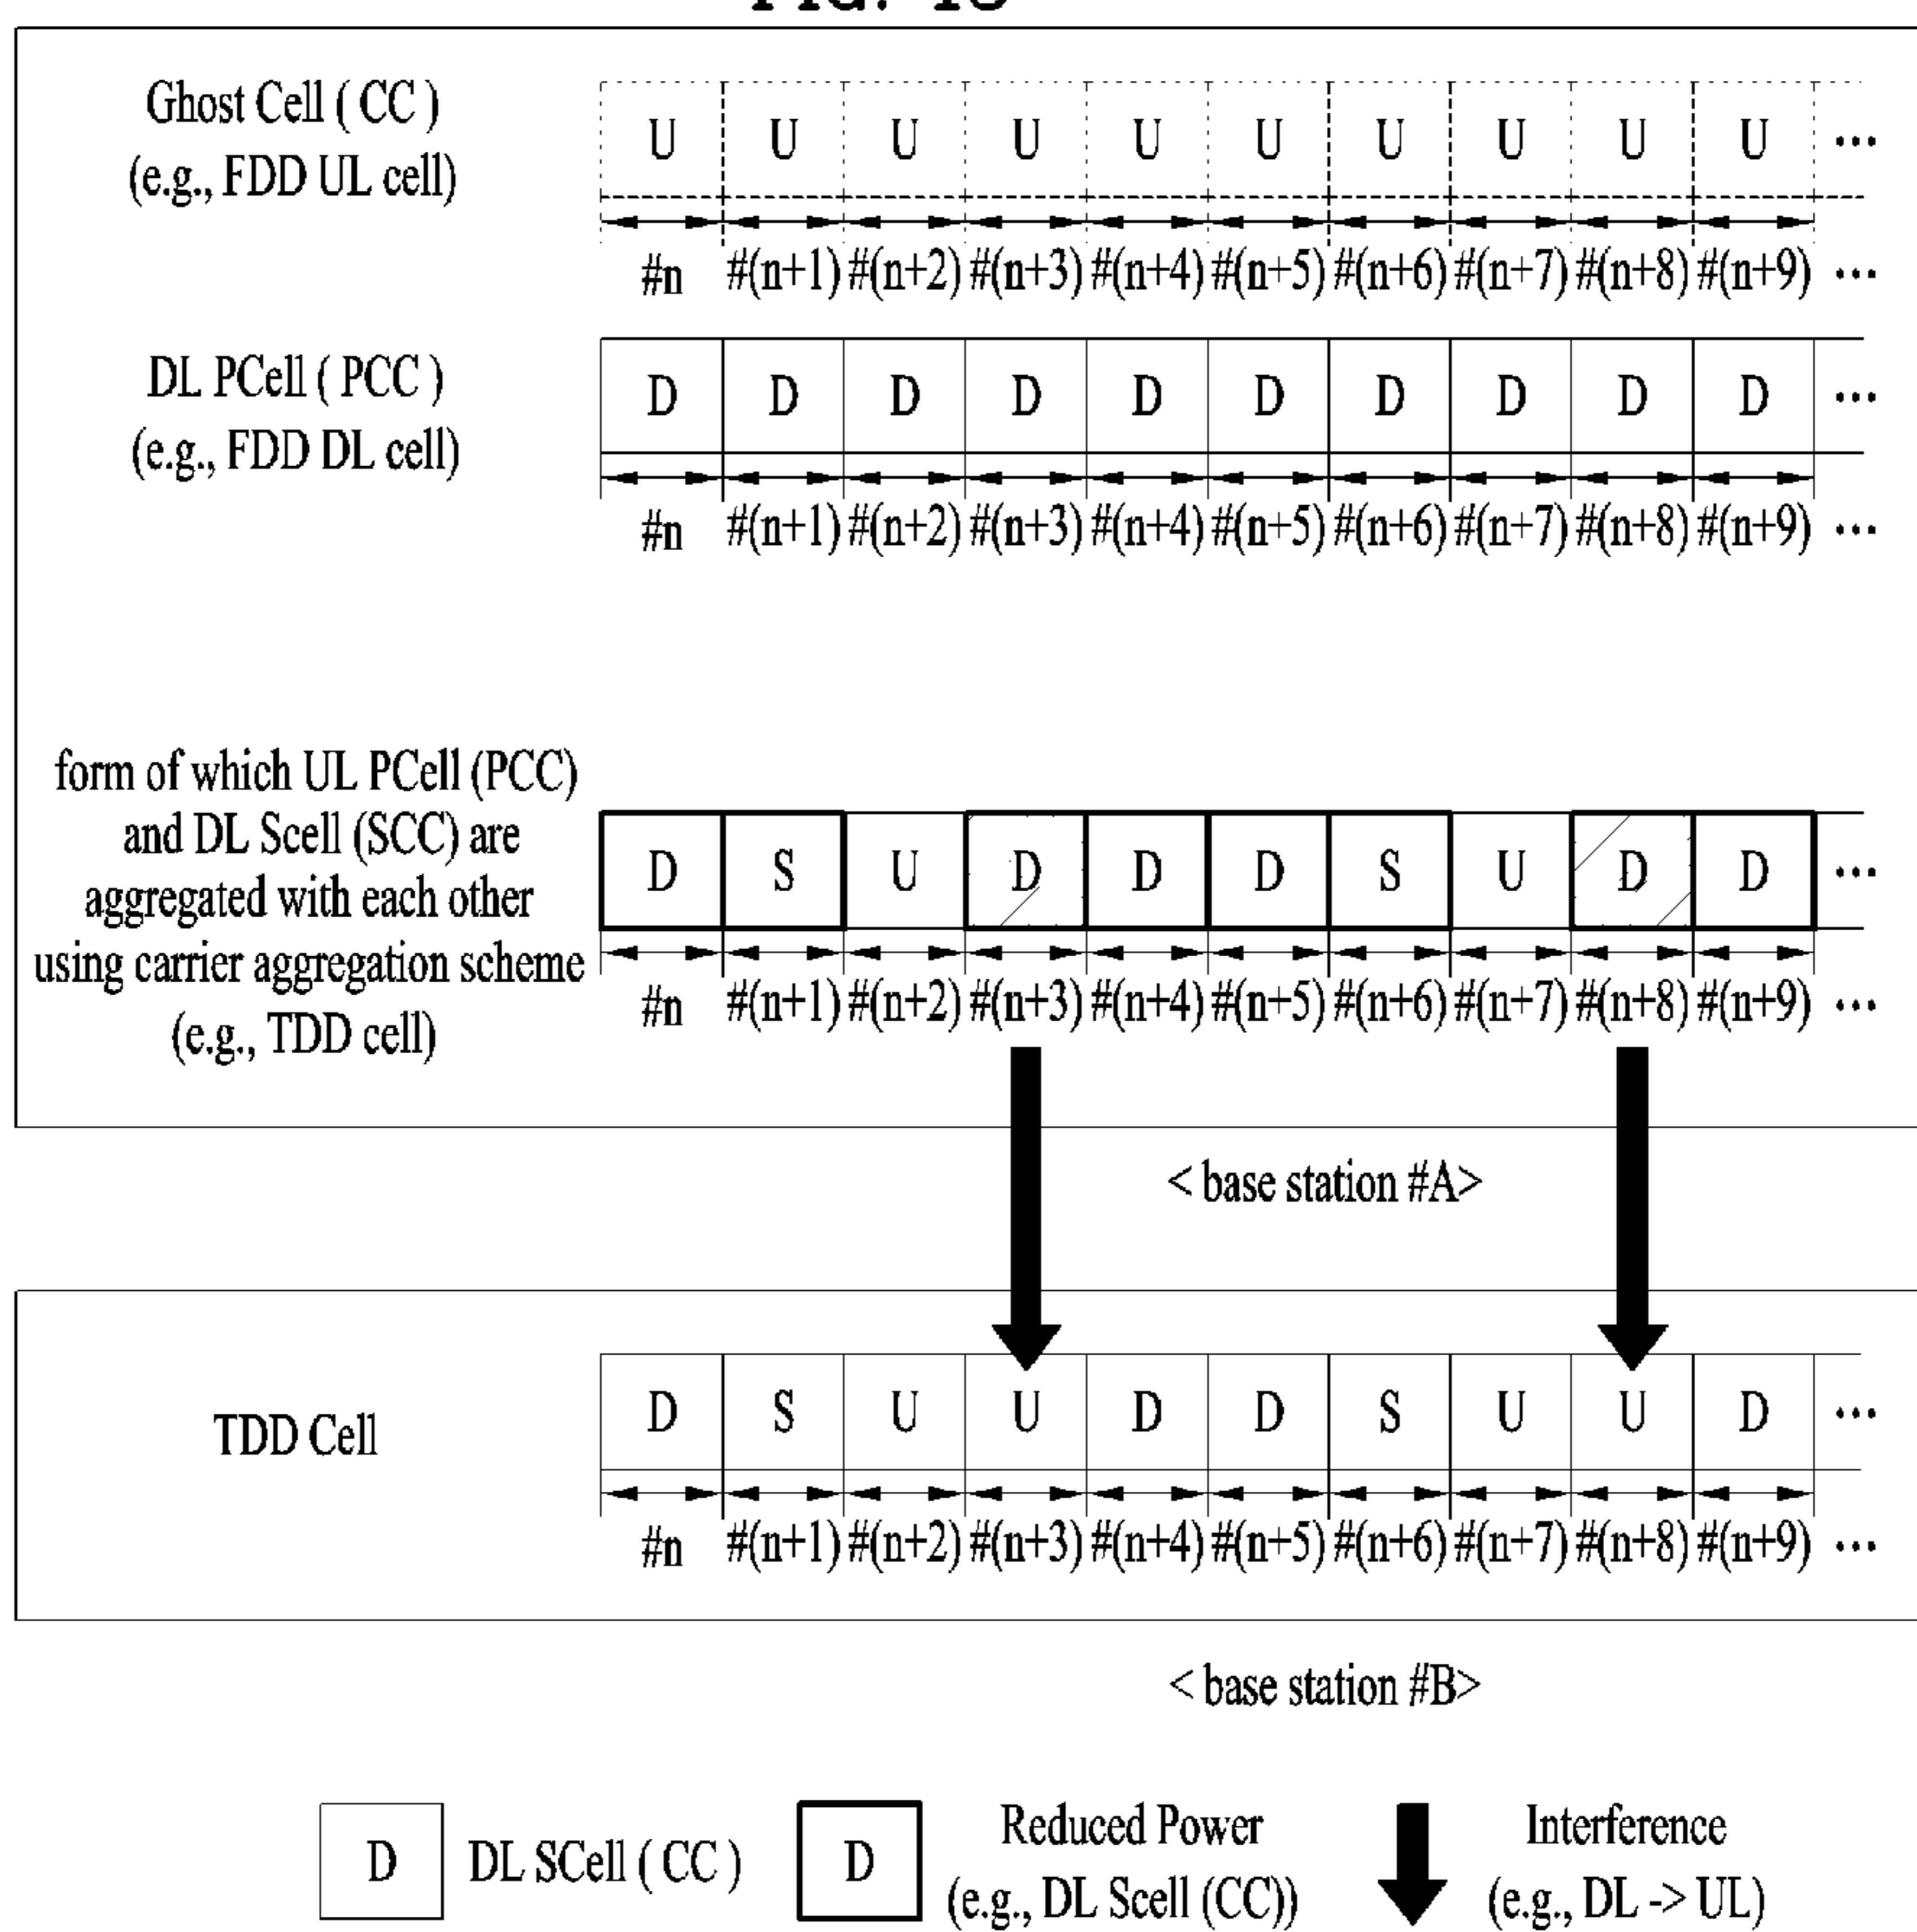 Ghost Cell ( CC )
(e.g., FDD UL cell)
U U U U U U U U U U ...
#n #(n+1) #(n+2) #(n+3) #(n+4) #(n+5) #(n+6) #(n+7) #(n+8) #(n+9) ...
DL PCell ( PCC )
(e.g., FDD DL cell)
D D D D D D D D D D ...
#n #(n+1) #(n+2) #(n+3) #(n+4) #(n+5) #(n+6) #(n+7) #(n+8) #(n+9) ...
form of which UL PCell (PCC)
and DL Scell (SCC) are
aggregated with each other
using carrier aggregation scheme
(e.g., TDD cell)
D S U D D D S U D D ...
#n #(n+1) #(n+2) #(n+3) #(n+4) #(n+5) #(n+6) #(n+7) #(n+8) #(n+9) ...
< base station #A>
TDD Cell
D S U U D D S U U D ...
#n #(n+1) #(n+2) #(n+3) #(n+4) #(n+5) #(n+6) #(n+7) #(n+8) #(n+9) ...
< base station #B>
D DL SCell ( CC )
D Reduced Power
(e.g., DL Scell (CC))
Interference
(e.g., DL -> UL)